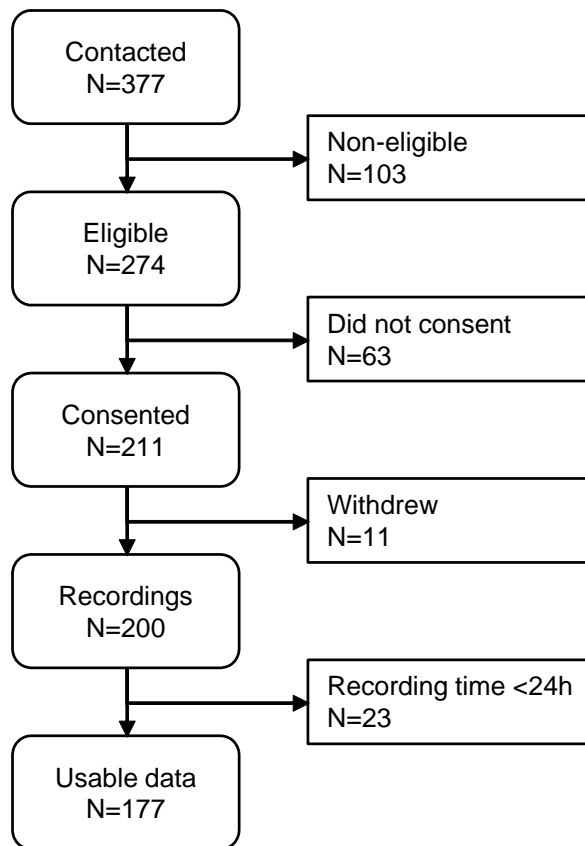 Contacted
N=377
Non-eligible
N=103
Eligible
N=274
Did not consent
N=63
Consented
N=211
Withdrew
N=11
Recordings
N=200
Recording time <24h
N=23
Usable data
N=177